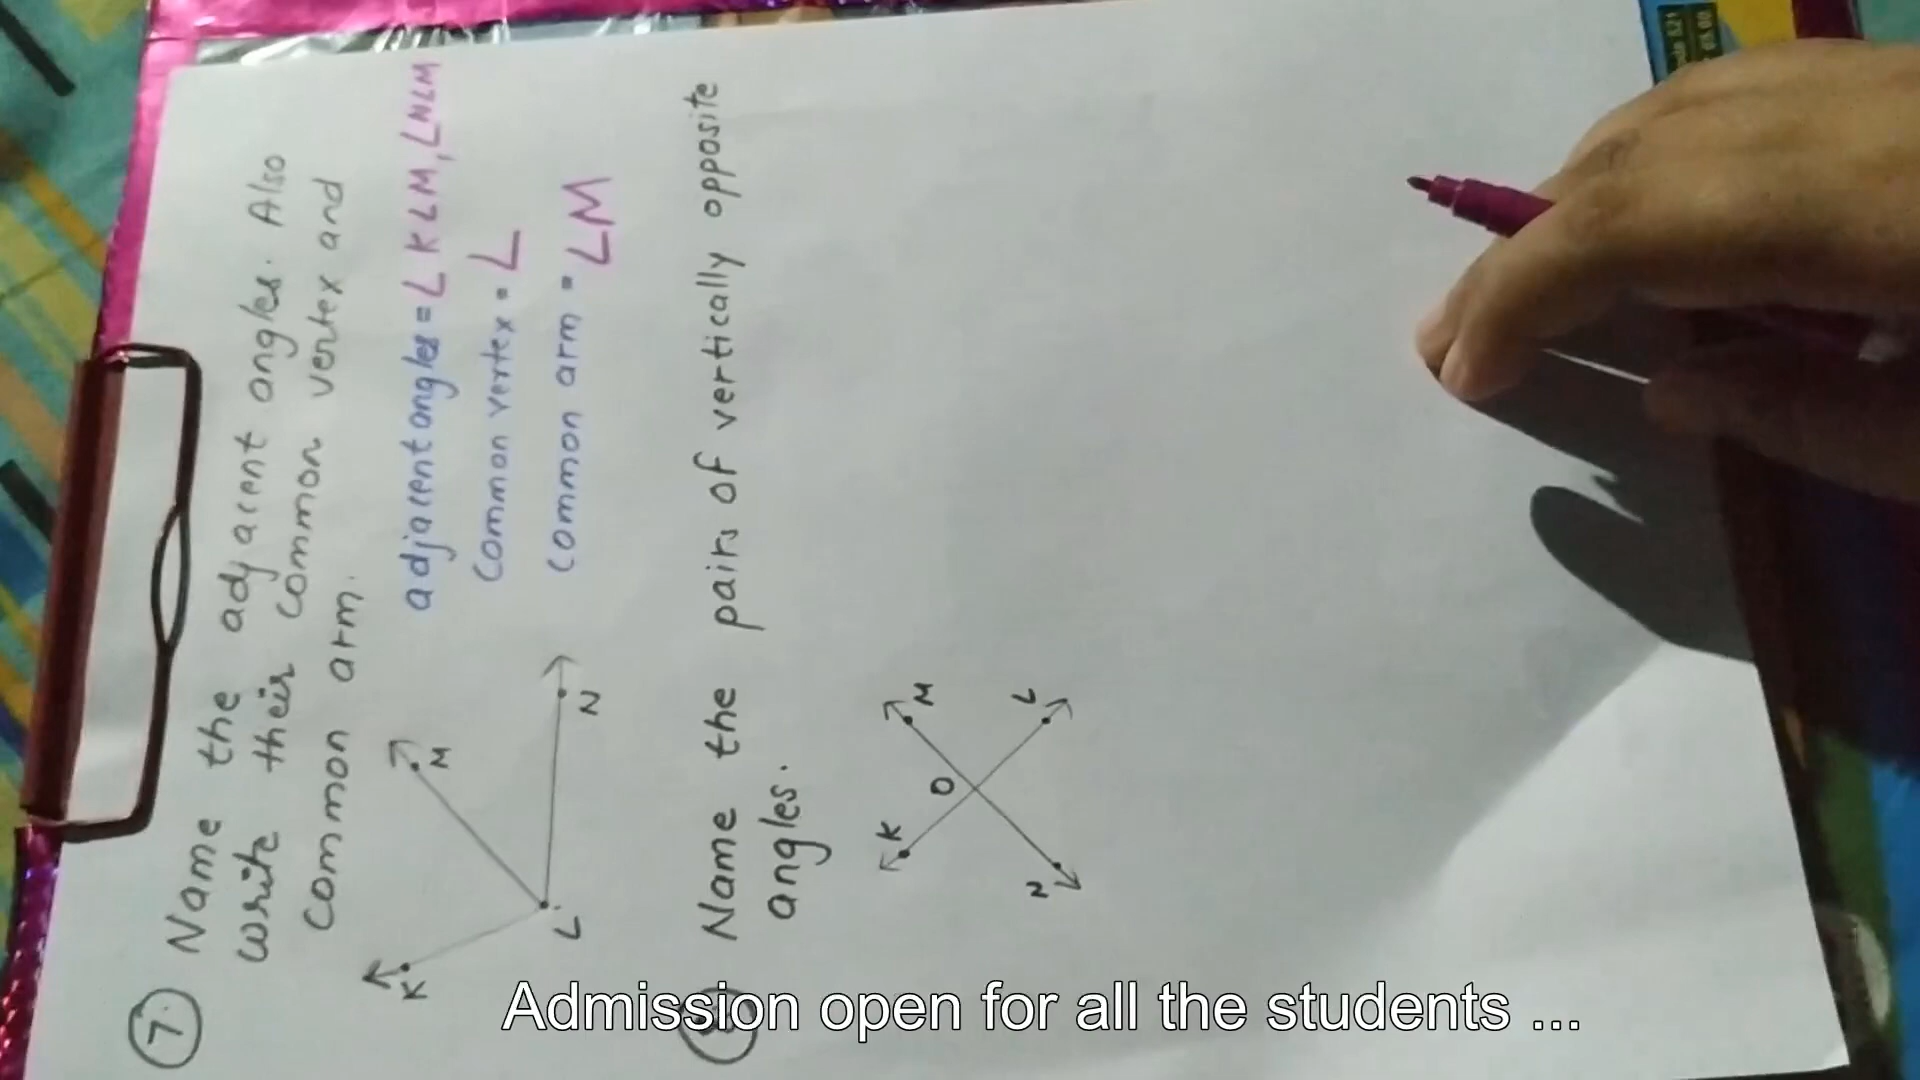 7.
Name the adjacent angles. Also
write their common vertex and
common arm.
K
M
L
N
adjacent angles = ∠KLM, ∠NLM
Common vertex = L
common arm = LM
Name the pairs of vertically opposite
angles.
K
M
O
N
L
Admission open for all the students ...